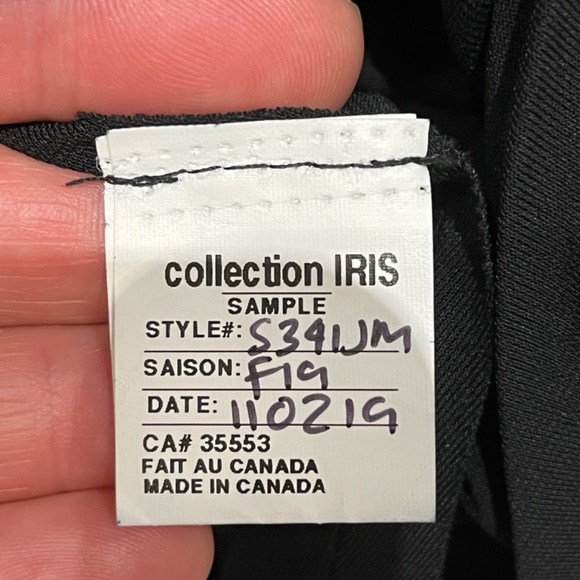 collection IRIS
SAMPLE
STYLE#: S341JM
SAISON: F19
DATE: 110219
CA# 35553
FAIT AU CANADA
MADE IN CANADA